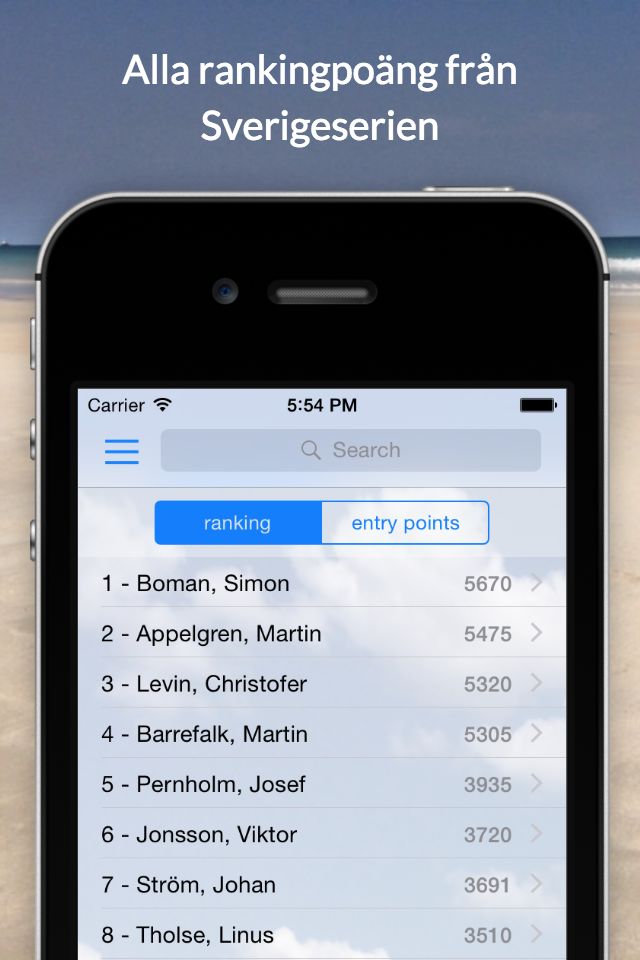 Alla rankingpoäng från
Sverigeserien
Carrier 5:54 PM
Search
ranking entry points
1 - Boman, Simon 5670
2 - Appelgren, Martin 5475
3 - Levin, Christofer 5320
4 - Barrefalk, Martin 5305
5 - Pernholm, Josef 3935
6 - Jonsson, Viktor 3720
7 - Ström, Johan 3691
8 - Tholse, Linus 3510